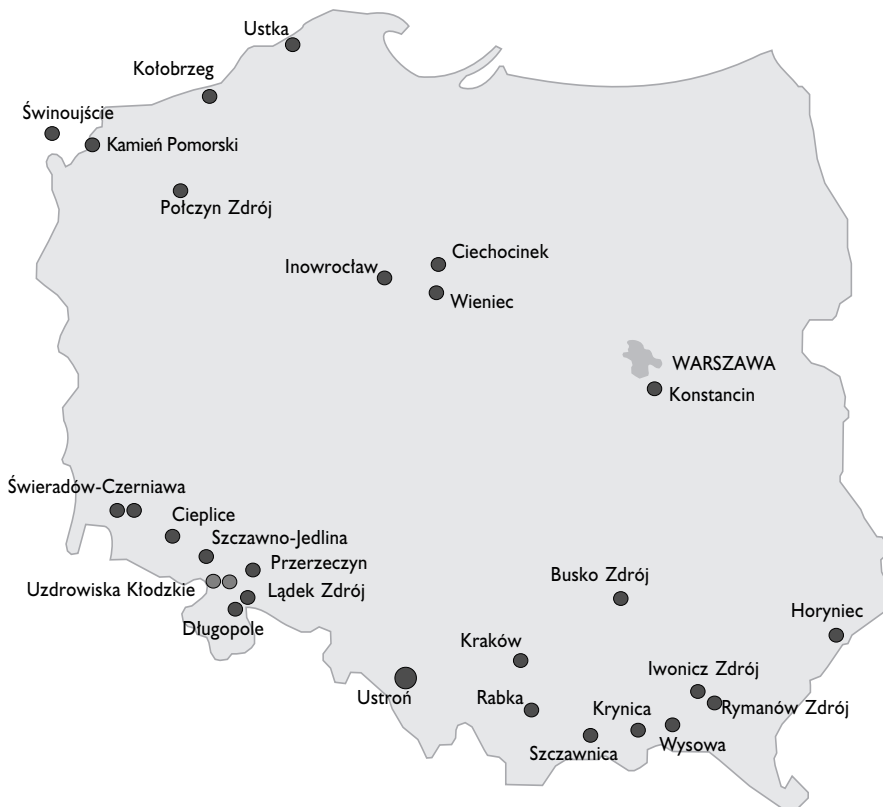 Ustka
Kołobrzeg
Świnoujście
Kamień Pomorski
Połczyn Zdrój
Ciechocinek
Inowrocław
Wieniec
WARSZAWA
Konstancin
Świeradów-Czerniawa
Cieplice
Szczawno-Jedlina
Przerzeczyn
Uzdrowiska Kłodzkie
Lądek Zdrój
Długopole
Busko Zdrój
Horyniec
Kraków
Iwonicz Zdrój
Ustroń
Rabka
Krynica
Rymanów Zdrój
Szczawnica
Wysowa